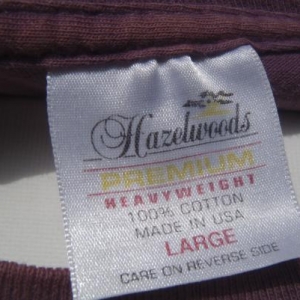 Hazelwoods
PREMIUM
HEAVYWEIGHT
100% COTTON
MADE IN USA
LARGE
CARE ON REVERSE SIDE